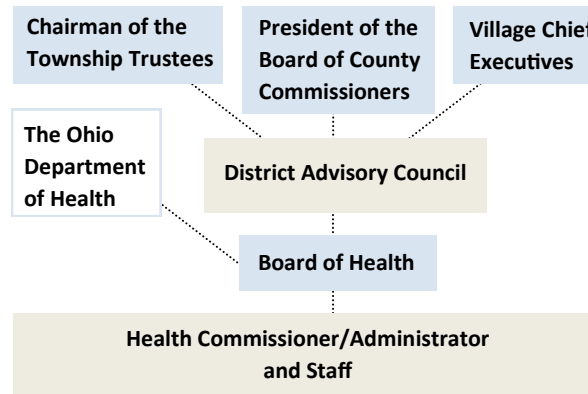 Chairman of the
Township Trustees
President of the
Board of County
Commissioners
Village Chief
Executives
The Ohio
Department
of Health
District Advisory Council
Board of Health
Health Commissioner/Administrator
and Staff